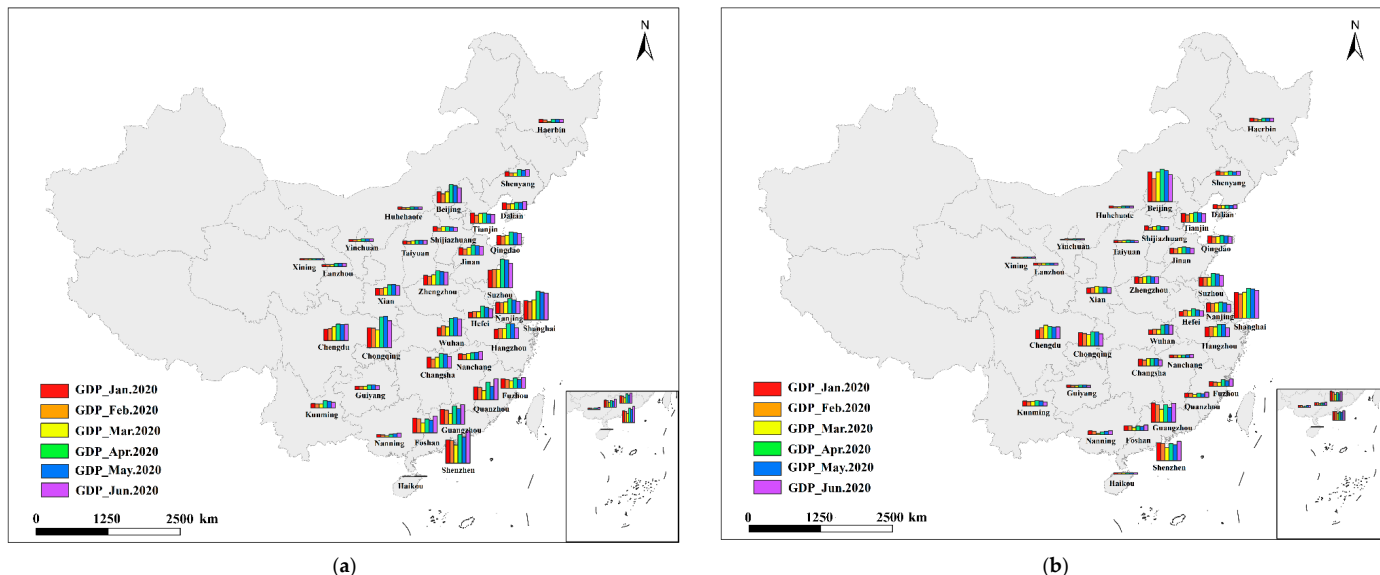 N
Haerbin
Shenyang
Beijing
Huhehaote
Dalian
Tianjin
Shijiazhuang
Yinchuan
Taiyuan
Qingdao
Jinan
Xining
Lanzhou
Zhengzhou
Suzhou
Xian
Hefei
Nanjing
Shanghai
Wuhan
Hangzhou
Chengdu
Chongqing
Changsha
Nanchang
Guiyang
Fuzhou
Quanzhou
Kunming
Guangzhou
Foshan
Nanning
Shenzhen
Haikou
GDP_Jan.2020
GDP_Feb.2020
GDP_Mar.2020
GDP_Apr.2020
GDP_May.2020
GDP_Jun.2020
0 1250 2500 km
(a)
N
Haerbin
Shenyang
Beijing
Huhehaote
Dalian
Tianjin
Shijiazhuang
Yinchuan
Taiyuan
Qingdao
Jinan
Xining
Lanzhou
Zhengzhou
Suzhou
Xian
Hefei
Nanjing
Shanghai
Wuhan
Hangzhou
Chengdu
Chongqing
Changsha
Nanchang
Guiyang
Fuzhou
Quanzhou
Kunming
Guangzhou
Foshan
Nanning
Shenzhen
Haikou
GDP_Jan.2020
GDP_Feb.2020
GDP_Mar.2020
GDP_Apr.2020
GDP_May.2020
GDP_Jun.2020
0 1250 2500 km
(b)